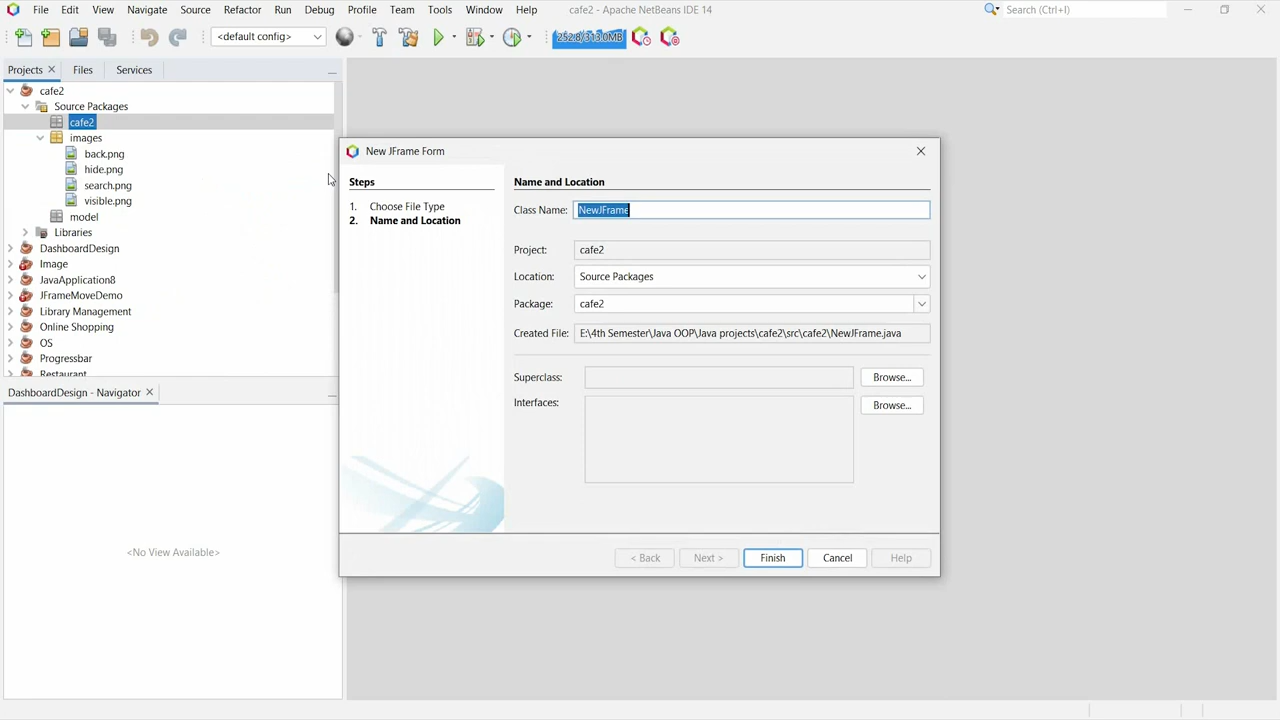 File Edit View Navigate Source Refactor Run Debug Profile Team Tools Window Help cafe2 - Apache NetBeans IDE 14 Search (Ctrl+I)
<default config> 252.8/313.0MB
Projects Files Services
cafe2
Source Packages
cafe2
images
back.png
hide.png
search.png
visible.png
model
Libraries
DashboardDesign
Image
JavaApplication8
JFrameMoveDemo
Library Management
Online Shopping
OS
Progressbar
Restaurant
DashboardDesign - Navigator
<No View Available>
New JFrame Form
Steps
1. Choose File Type
2. Name and Location
Name and Location
Class Name: NewJFrame
Project: cafe2
Location: Source Packages
Package: cafe2
Created File: E:\4th Semester\Java OOP\Java projects\cafe2\src\cafe2\NewJFrame.java
Superclass: Browse...
Interfaces: Browse...
< Back Next > Finish Cancel Help